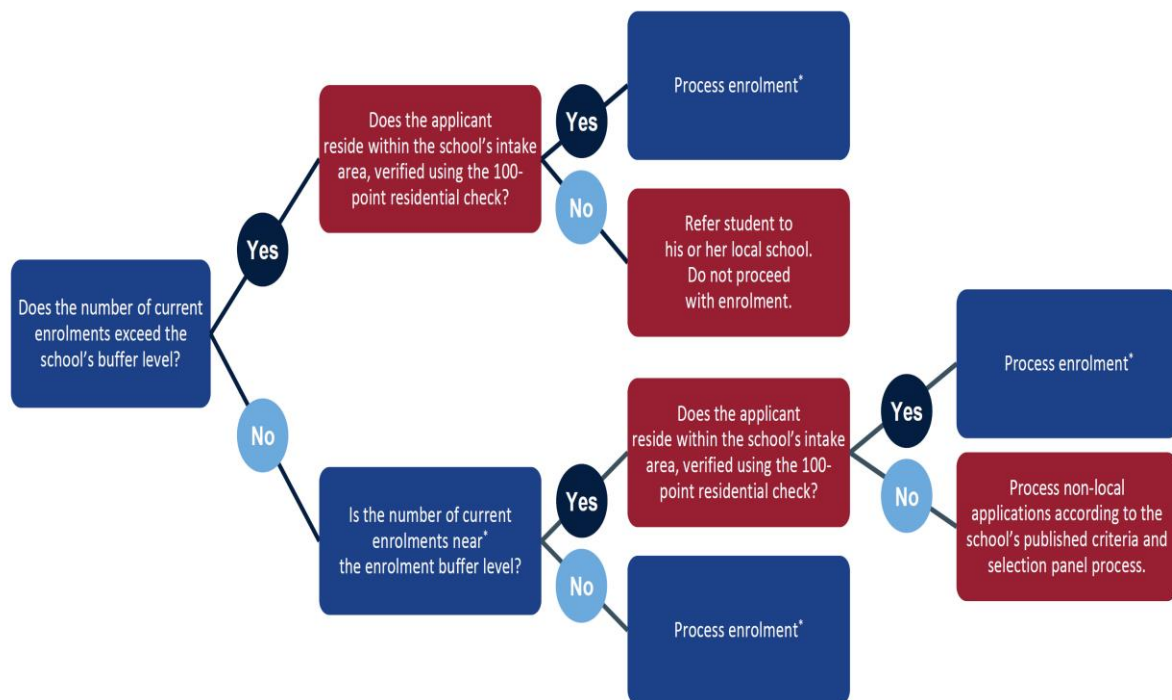 Does the number of current
enrolments exceed the
school's buffer level?
Yes
Does the applicant
reside within the school's intake
area, verified using the 100-
point residential check?
Yes
Process enrolment*
No
Refer student to
his or her local school.
Do not proceed
with enrolment.
No
Is the number of current
enrolments near*
the enrolment buffer level?
Yes
Does the applicant
reside within the school's intake
area, verified using the 100-
point residential check?
Yes
Process enrolment*
No
Process non-local
applications according to the
school's published criteria and
selection panel process.
No
Process enrolment*